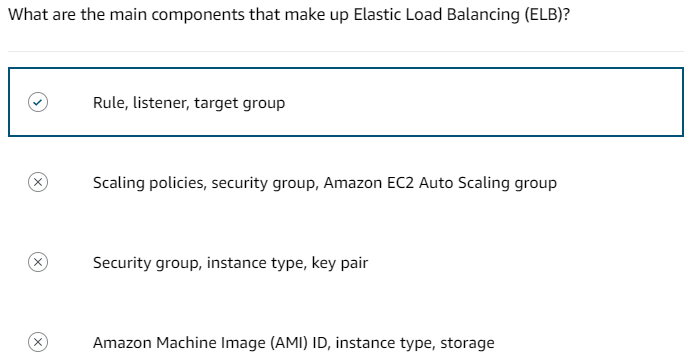 What are the main components that make up Elastic Load Balancing (ELB)?
Rule, listener, target group
Scaling policies, security group, Amazon EC2 Auto Scaling group
Security group, instance type, key pair
Amazon Machine Image (AMI) ID, instance type, storage